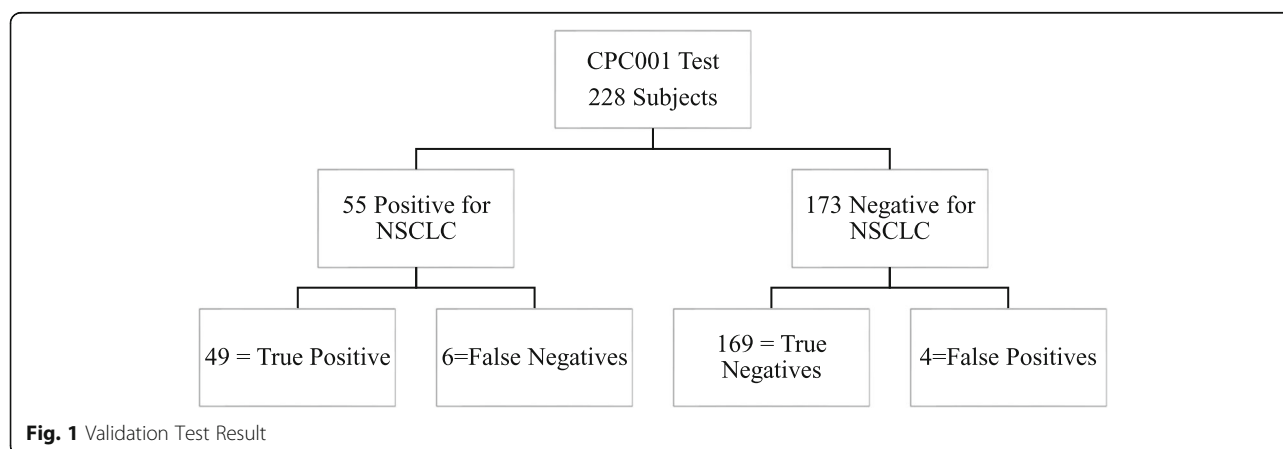 CPC001 Test
228 Subjects
55 Positive for
NSCLC
173 Negative for
NSCLC
49 = True Positive
6=False Negatives
169 = True
Negatives
4=False Positives
Fig. 1 Validation Test Result